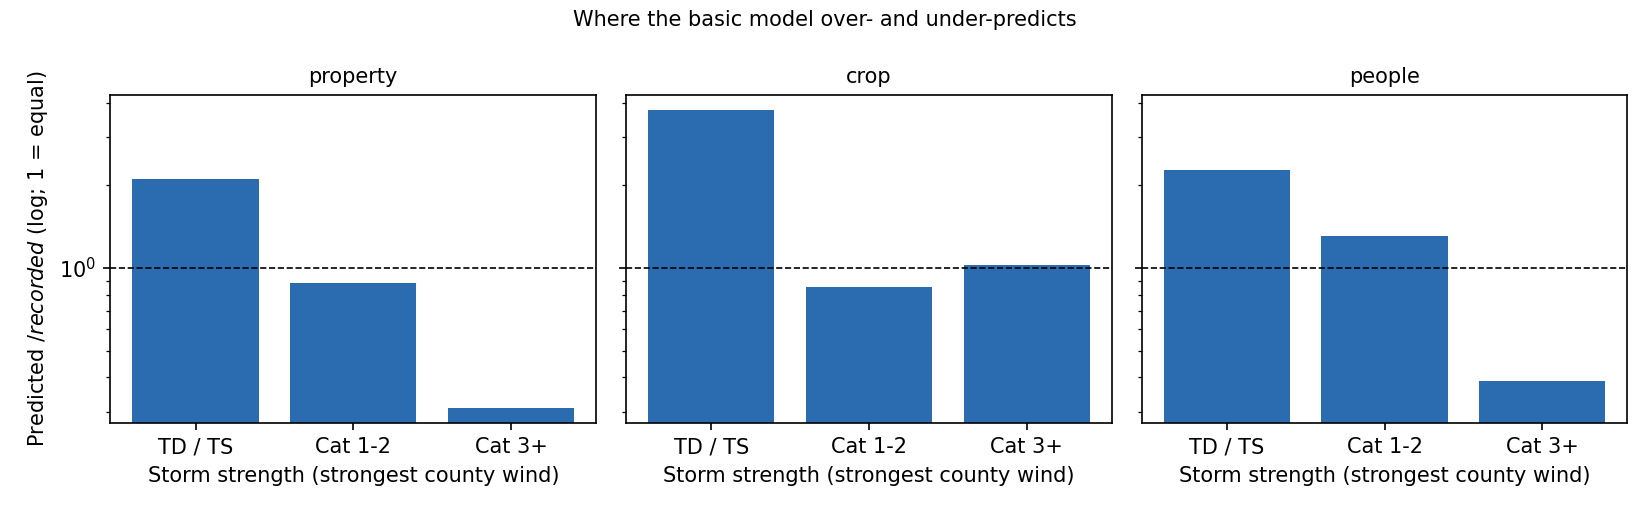 Where the basic model over- and under-predicts
property
crop
people
Predicted /recorded (log; 1 = equal)
10⁰
TD / TS
Cat 1-2
Cat 3+
TD / TS
Cat 1-2
Cat 3+
TD / TS
Cat 1-2
Cat 3+
Storm strength (strongest county wind)
Storm strength (strongest county wind)
Storm strength (strongest county wind)